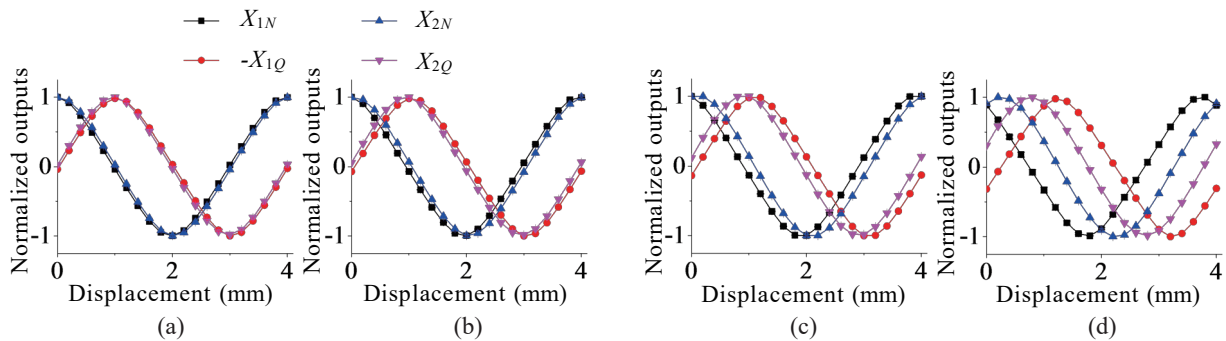 X1N X2N
-X1Q X2Q
Normalized outputs
1
0
-1
0 2 4
Displacement (mm)
(a)
Normalized outputs
1
0
-1
0 2 4
Displacement (mm)
(b)
Normalized outputs
1
0
-1
0 2 4
Displacement (mm)
(c)
Normalized outputs
1
0
-1
0 2 4
Displacement (mm)
(d)